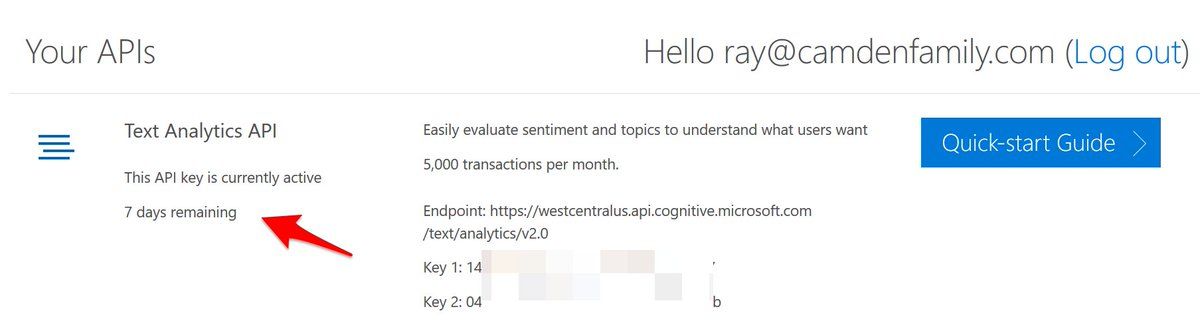 Your APIs
Hello ray@camdenfamily.com (Log out)
Text Analytics API
This API key is currently active
7 days remaining
Easily evaluate sentiment and topics to understand what users want
5,000 transactions per month.
Endpoint: https://westcentralus.api.cognitive.microsoft.com
/text/analytics/v2.0
Key 1: 14
Key 2: 04 b
Quick-start Guide